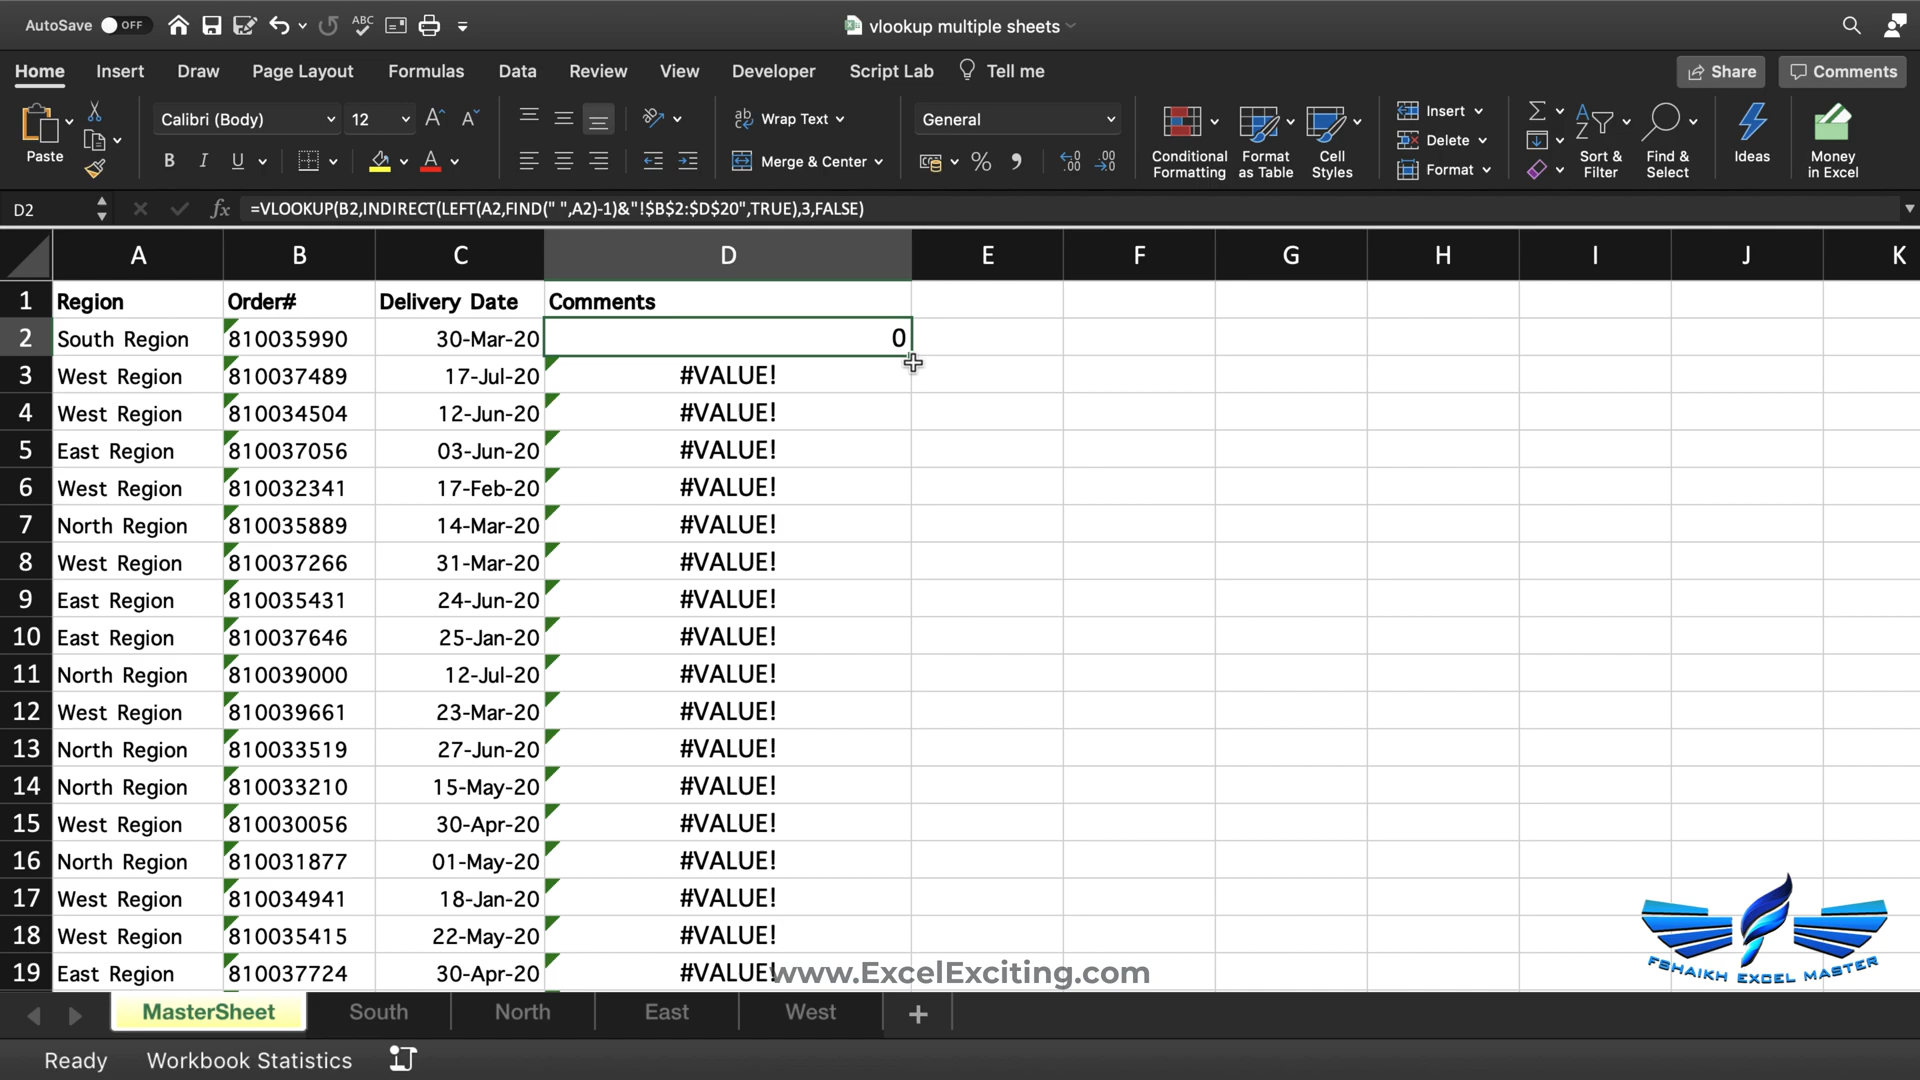 AutoSave OFF ABC vlookup multiple sheets
Home Insert Draw Page Layout Formulas Data Review View Developer Script Lab Tell me Share Comments
Paste Calibri (Body) 12 A A Wrap Text General Conditional Formatting Format as Table Cell Styles Insert Sort & Filter Find & Select Ideas Money in Excel
B I U A Merge & Center % Delete
Format
D2 fx =VLOOKUP(B2,INDIRECT(LEFT(A2,FIND(" ",A2)-1)&"!$B$2:$D$20",TRUE),3,FALSE)
A B C D E F G H I J K
1 Region Order# Delivery Date Comments
2 South Region 810035990 30-Mar-20 0
3 West Region 810037489 17-Jul-20 #VALUE!
4 West Region 810034504 12-Jun-20 #VALUE!
5 East Region 810037056 03-Jun-20 #VALUE!
6 West Region 810032341 17-Feb-20 #VALUE!
7 North Region 810035889 14-Mar-20 #VALUE!
8 West Region 810037266 31-Mar-20 #VALUE!
9 East Region 810035431 24-Jun-20 #VALUE!
10 East Region 810037646 25-Jan-20 #VALUE!
11 North Region 810039000 12-Jul-20 #VALUE!
12 West Region 810039661 23-Mar-20 #VALUE!
13 North Region 810033519 27-Jun-20 #VALUE!
14 North Region 810033210 15-May-20 #VALUE!
15 West Region 810030056 30-Apr-20 #VALUE!
16 North Region 810031877 01-May-20 #VALUE!
17 West Region 810034941 18-Jan-20 #VALUE!
18 West Region 810035415 22-May-20 #VALUE!
19 East Region 810037724 30-Apr-20 #VALUE!
www.ExcelExciting.com
FSHAIKH EXCEL MASTER
MasterSheet South North East West +
Ready Workbook Statistics